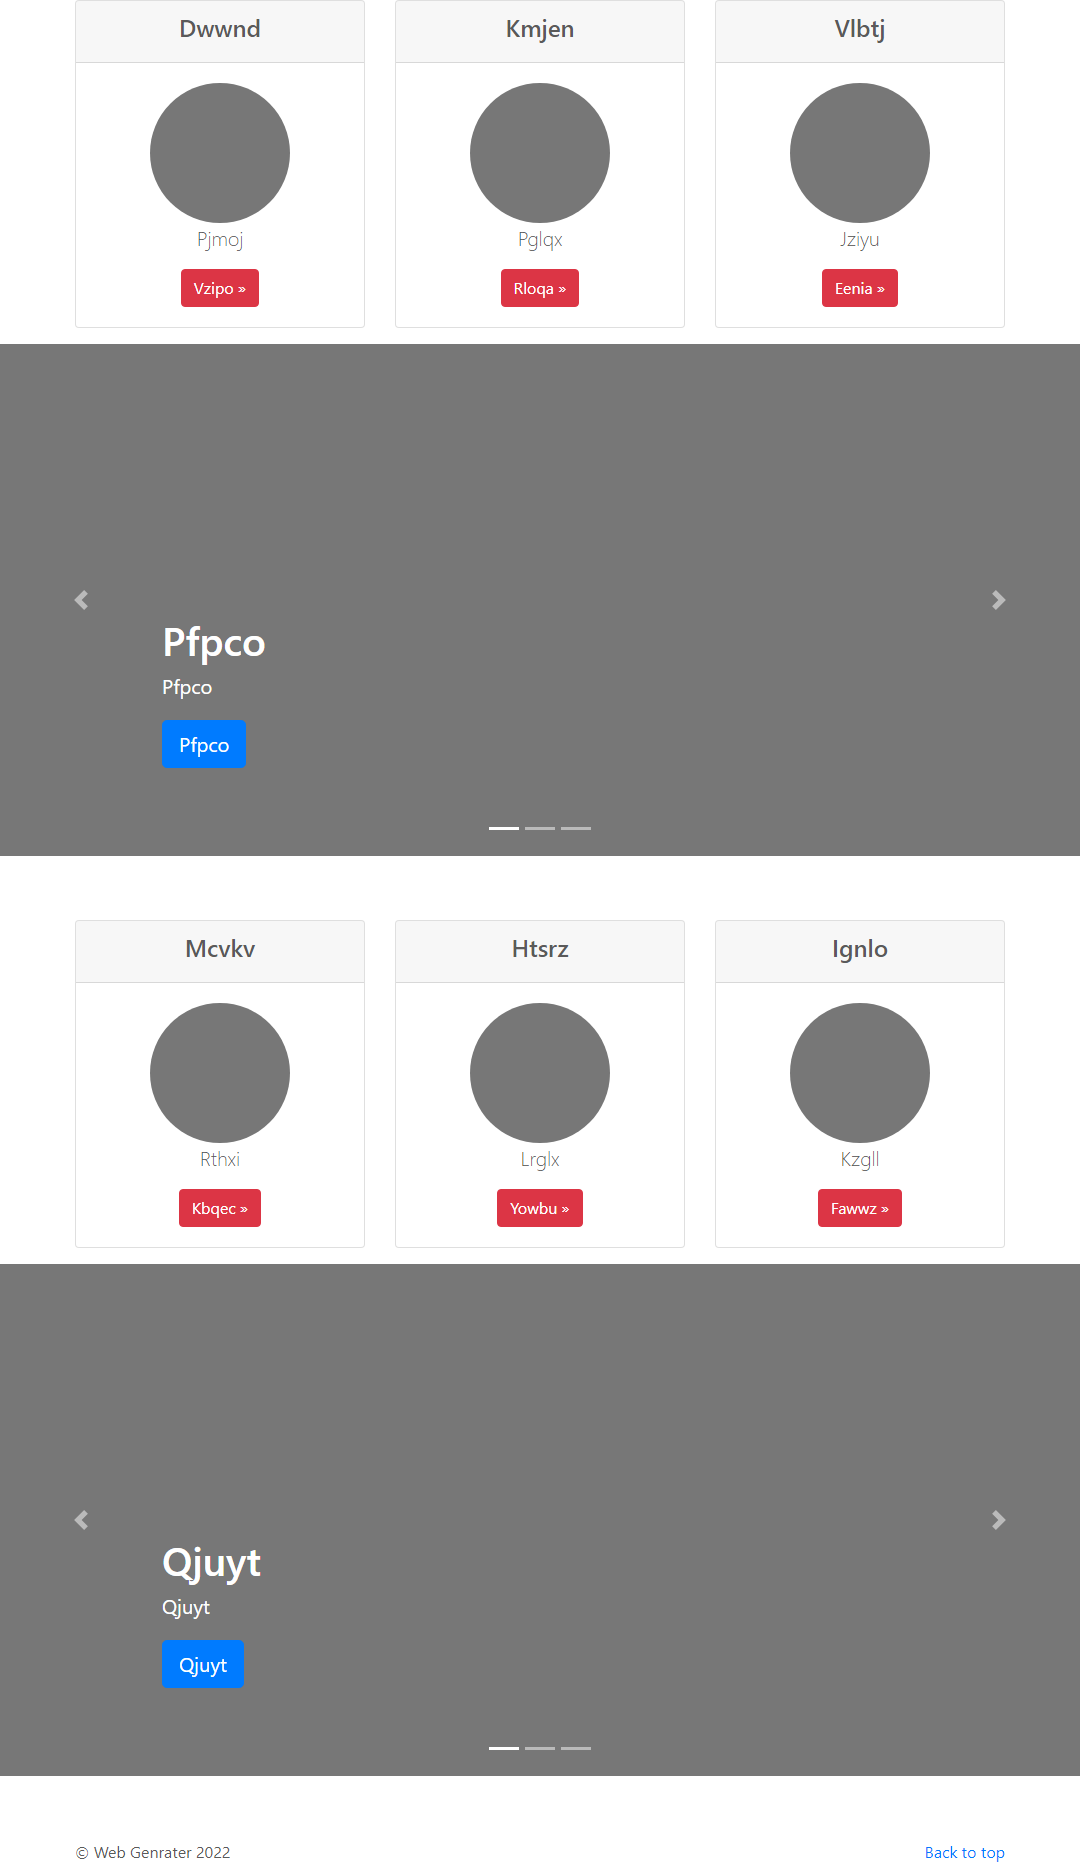 Dwwnd
Kmjen
Vlbtj
Pjmoj
Pglqx
Jziyu
Vzipo »
Rloqa »
Eenia »
Pfpco
Pfpco
Pfpco
Mcvkv
Htsrz
Ignlo
Rthxi
Lrglx
Kzgll
Kbqec »
Yowbu »
Fawwz »
Qjuyt
Qjuyt
Qjuyt
© Web Genrater 2022
Back to top